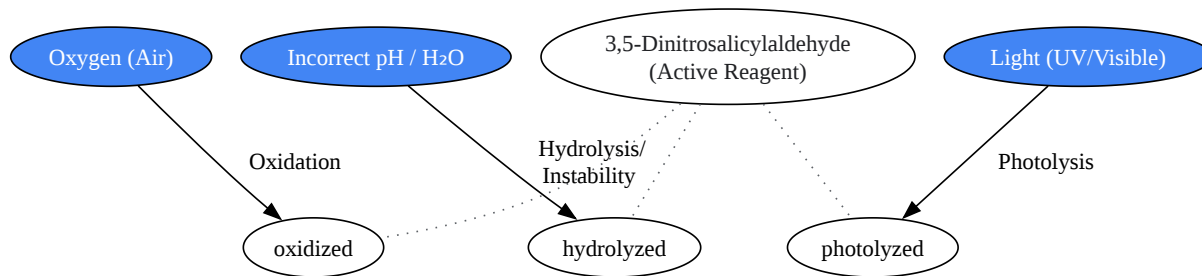 Oxygen (Air)
Incorrect pH / H₂O
3,5-Dinitrosalicylaldehyde
(Active Reagent)
Light (UV/Visible)
Oxidation
Hydrolysis/
Instability
Photolysis
oxidized
hydrolyzed
photolyzed